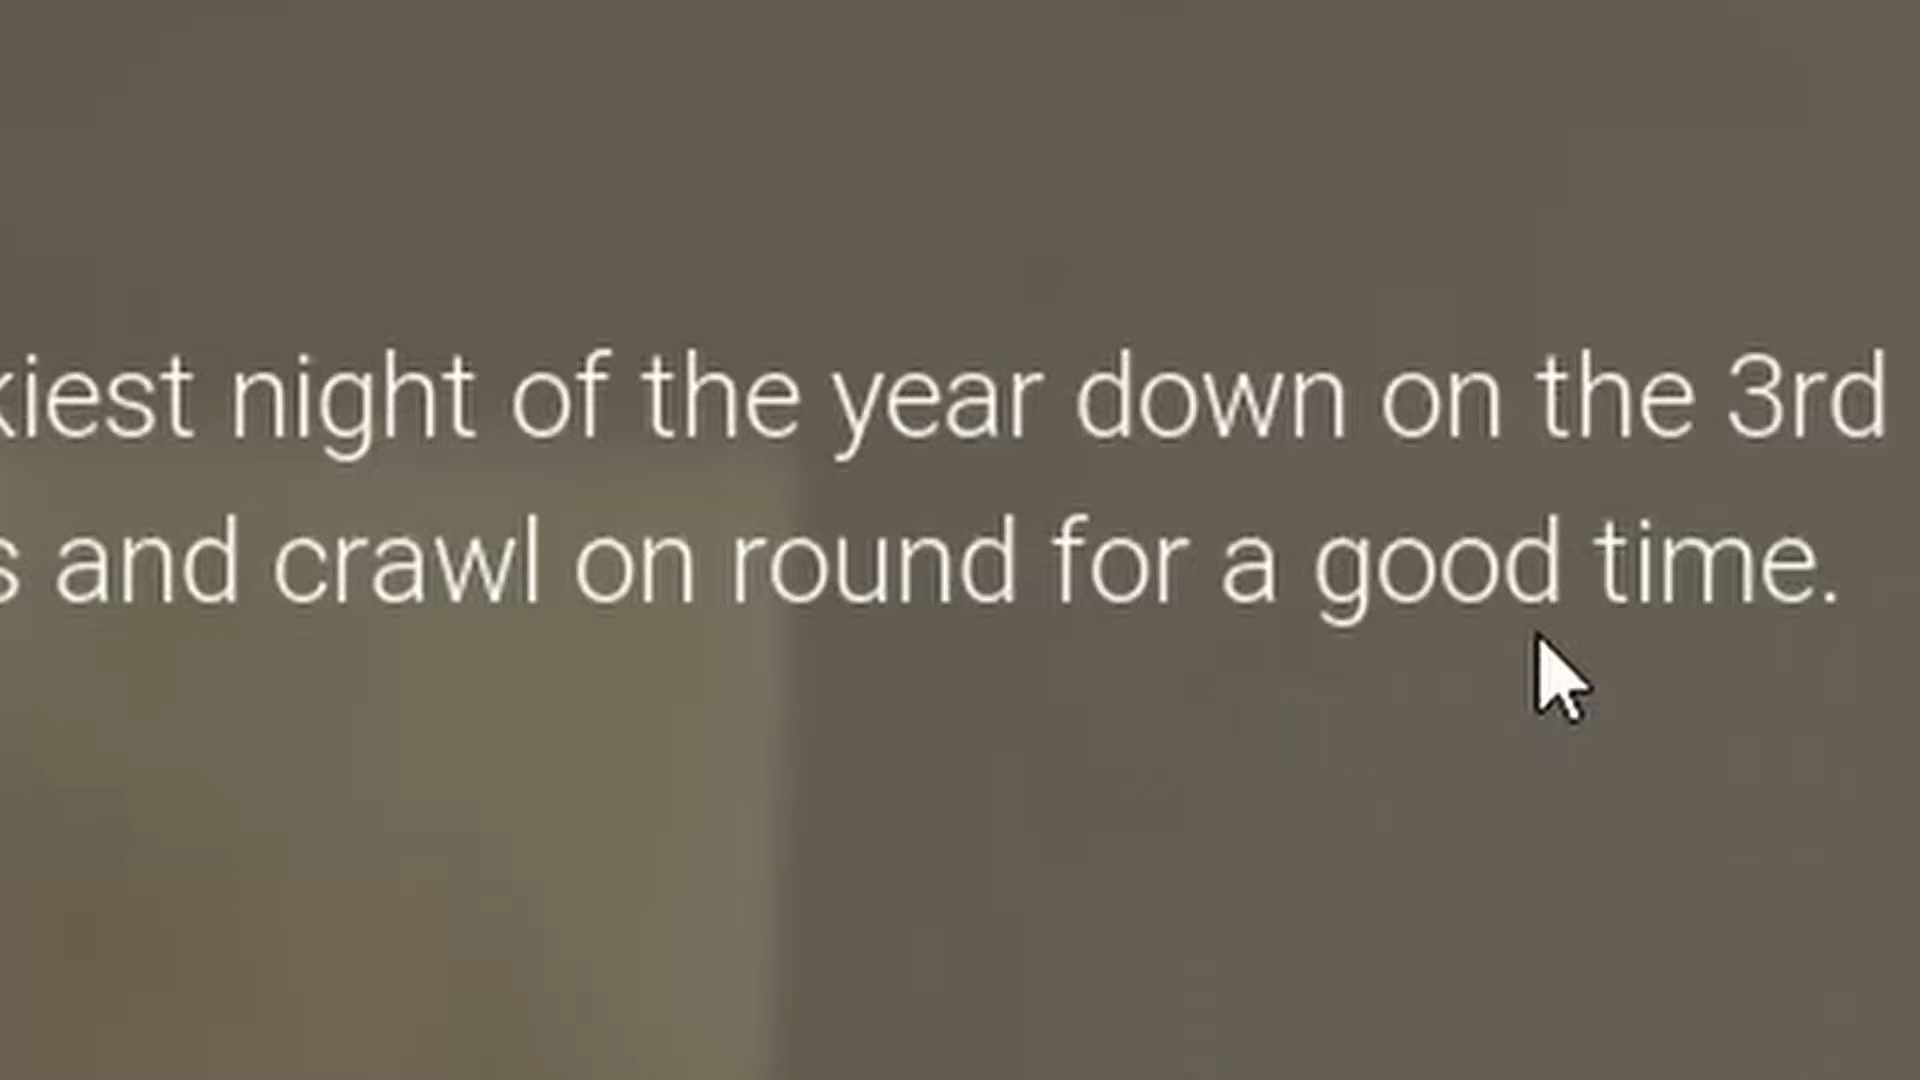 kiest night of the year down on the 3rd
s and crawl on round for a good time.